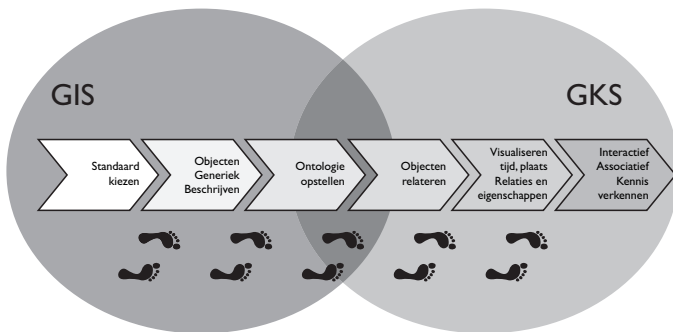 GIS
GKS
Standaard
kiezen
Objecten
Generiek
Beschrijven
Ontologie
opstellen
Objecten
relateren
Visualiseren
tijd, plaats
Relaties en
eigenschappen
Interactief
Associatief
Kennis
verkennen